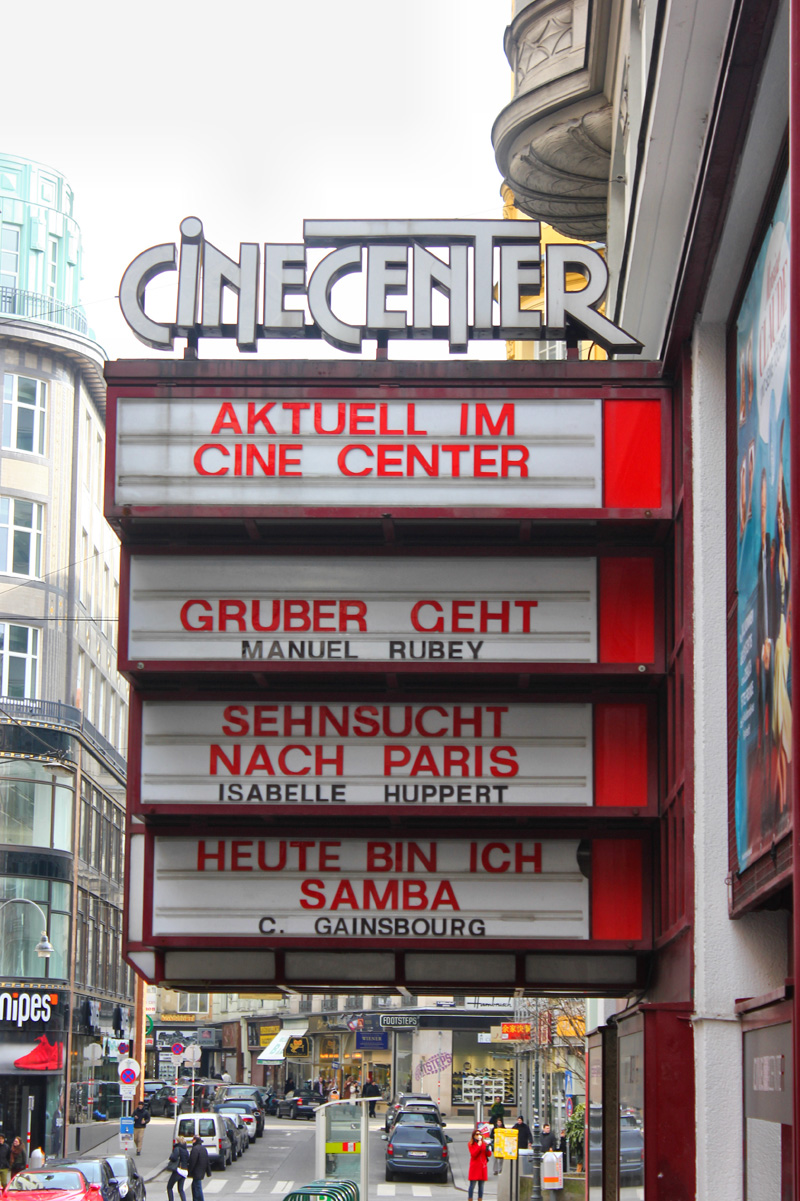 CINECENTER
AKTUELL IM
CINE CENTER
GRUBER GEHT
MANUEL RUBEY
SEHNSUCHT
NACH PARIS
ISABELLE HUPPERT
HEUTE BIN ICH
SAMBA
C. GAINSBOURG
nipes
FOOTSTEPS